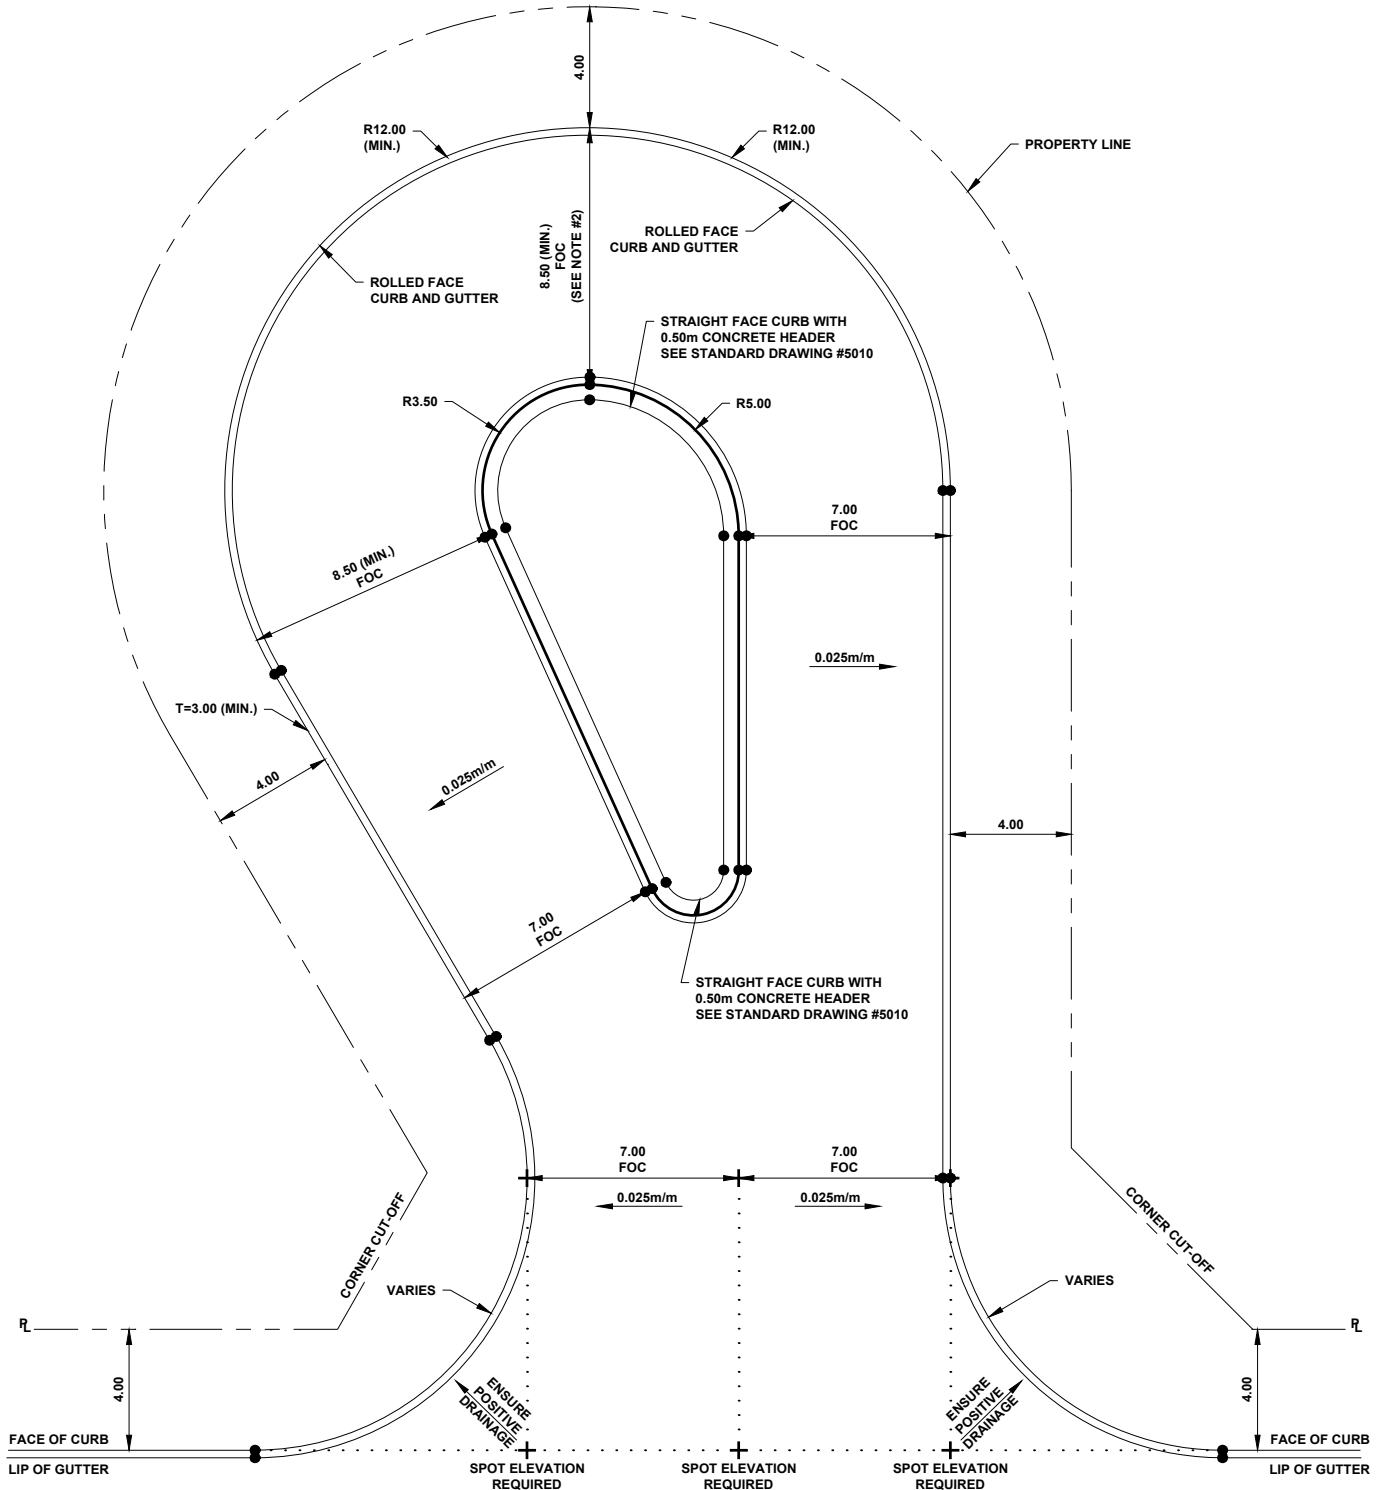 4.00
R12.00
(MIN.)
R12.00
(MIN.)
PROPERTY LINE
ROLLED FACE
CURB AND GUTTER
8.50 (MIN.)
FOC
(SEE NOTE #2)
ROLLED FACE
CURB AND GUTTER
STRAIGHT FACE CURB WITH
0.50m CONCRETE HEADER
SEE STANDARD DRAWING #5010
R3.50
R5.00
7.00
FOC
8.50 (MIN.)
FOC
0.025m/m
T=3.00 (MIN.)
4.00
0.025m/m
4.00
7.00
FOC
STRAIGHT FACE CURB WITH
0.50m CONCRETE HEADER
SEE STANDARD DRAWING #5010
7.00
FOC
7.00
FOC
0.025m/m
0.025m/m
CORNER CUT-OFF
CORNER CUT-OFF
VARIES
VARIES
PL
PL
4.00
4.00
ENSURE
POSITIVE
DRAINAGE
ENSURE
POSITIVE
DRAINAGE
FACE OF CURB
FACE OF CURB
LIP OF GUTTER
LIP OF GUTTER
SPOT ELEVATION
REQUIRED
SPOT ELEVATION
REQUIRED
SPOT ELEVATION
REQUIRED